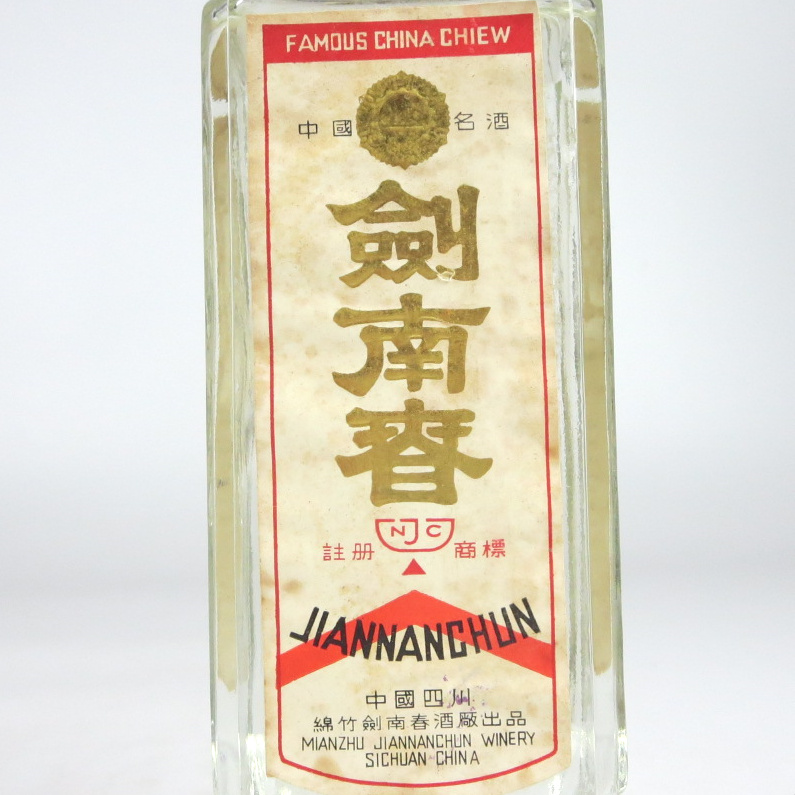 FAMOUS CHINA CHIEW
中國 名酒
劍
南
春
NJC
註册 商標
JIANNANCHUN
中國四川
綿竹劍南春酒廠出品
MIANZHU JIANNANCHUN WINERY
SICHUAN CHINA